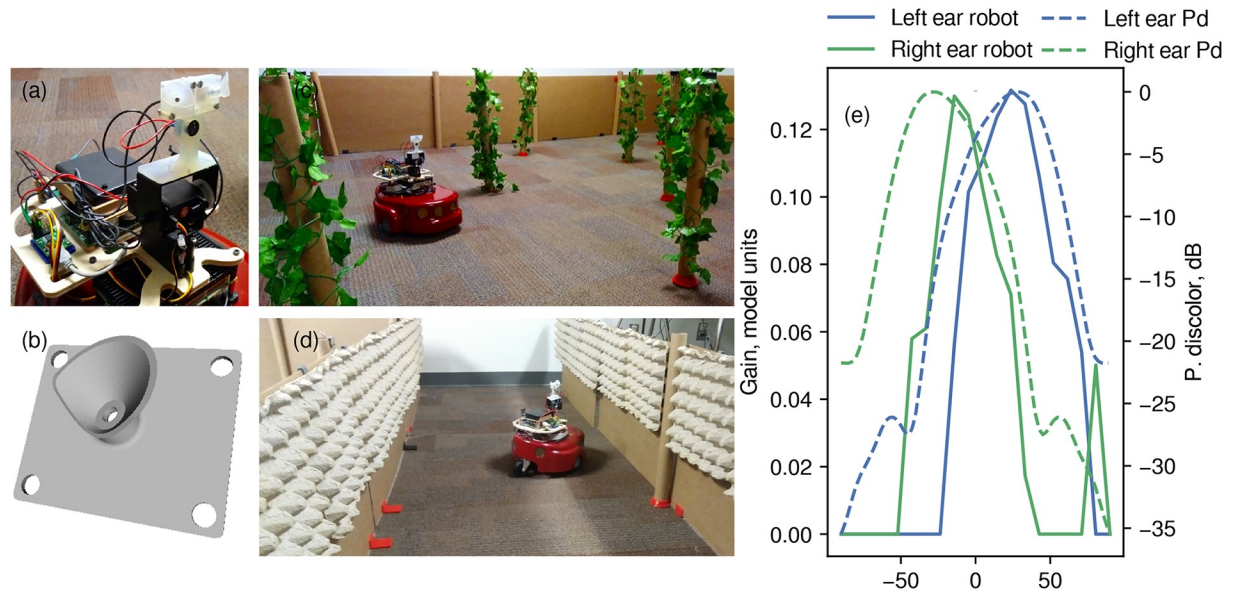 Left ear robot
Left ear Pd
Right ear robot
Right ear Pd
(a)
(c)
(b)
(d)
(e)
Gain, model units
0.12
0.10
0.08
0.06
0.04
0.02
0.00
0
−5
−10
−15
−20
−25
−30
−35
P. discolor, dB
−50
0
50